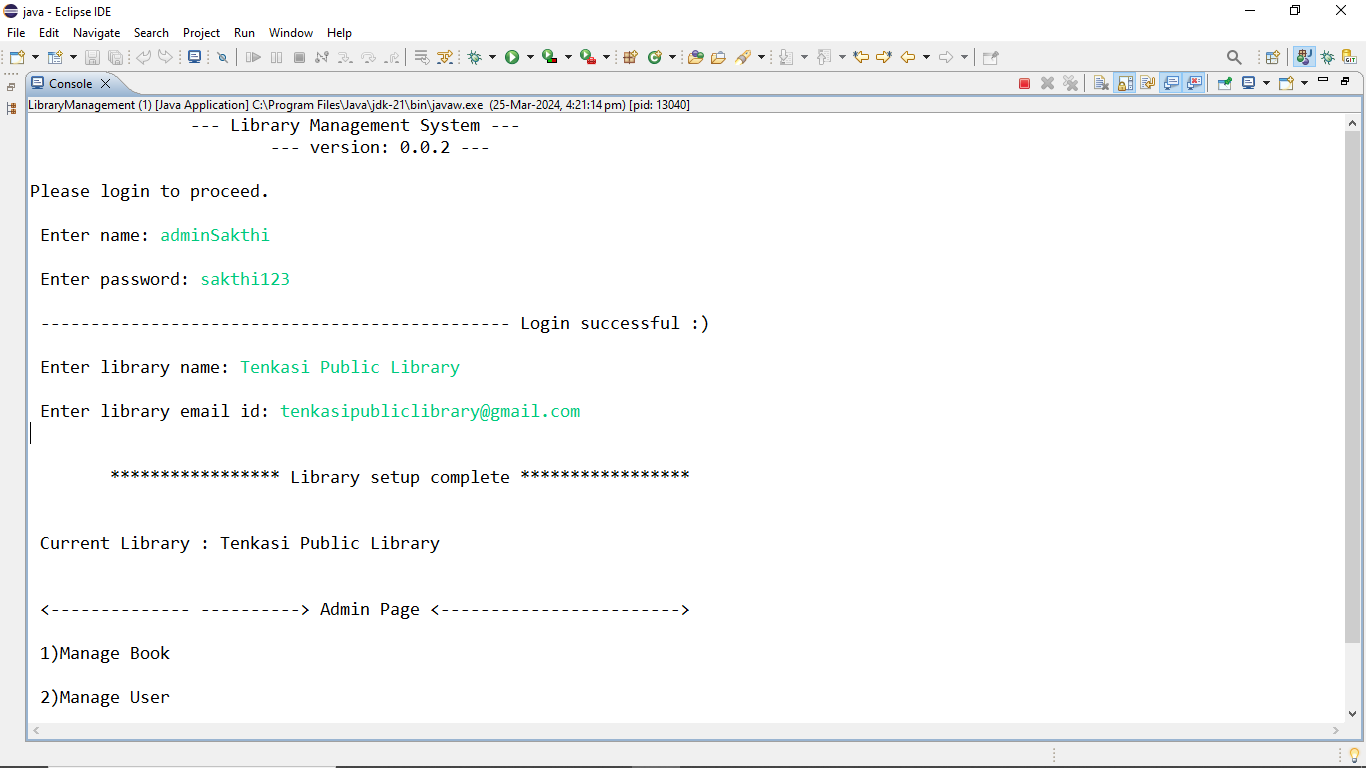 java - Eclipse IDE
File Edit Navigate Search Project Run Window Help
Console
LibraryManagement (1) [Java Application] C:\Program Files\Java\jdk-21\bin\javaw.exe (25-Mar-2024, 4:21:14 pm) [pid: 13040]
--- Library Management System ---
--- version: 0.0.2 ---
Please login to proceed.
Enter name: adminSakthi
Enter password: sakthi123
----------------------------------------------- Login successful :)
Enter library name: Tenkasi Public Library
Enter library email id: tenkasipubliclibrary@gmail.com
***************** Library setup complete *****************
Current Library : Tenkasi Public Library
<-------------- ----------> Admin Page <------------------------>
1)Manage Book
2)Manage User